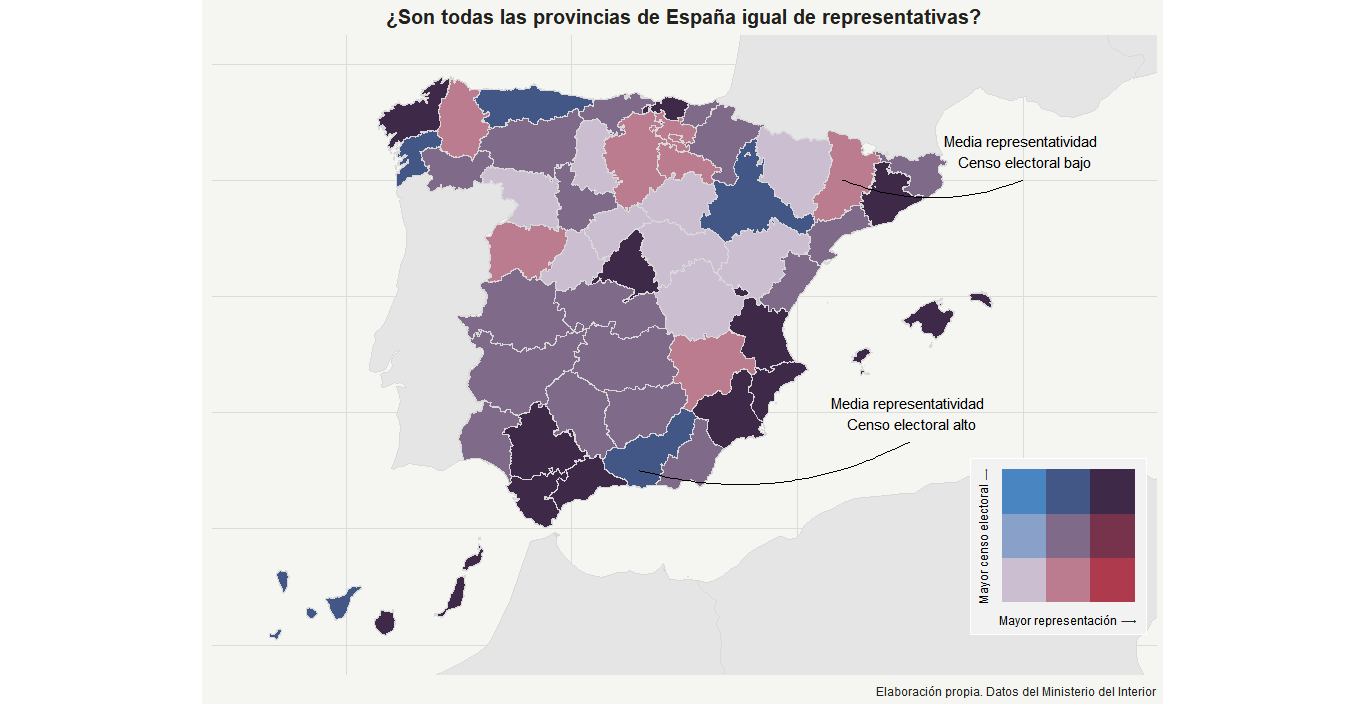 ¿Son todas las provincias de España igual de representativas?
Media representatividad
Censo electoral bajo
Media representatividad
Censo electoral alto
Mayor censo electoral ⟶
Mayor representación ⟶
Elaboración propia. Datos del Ministerio del Interior